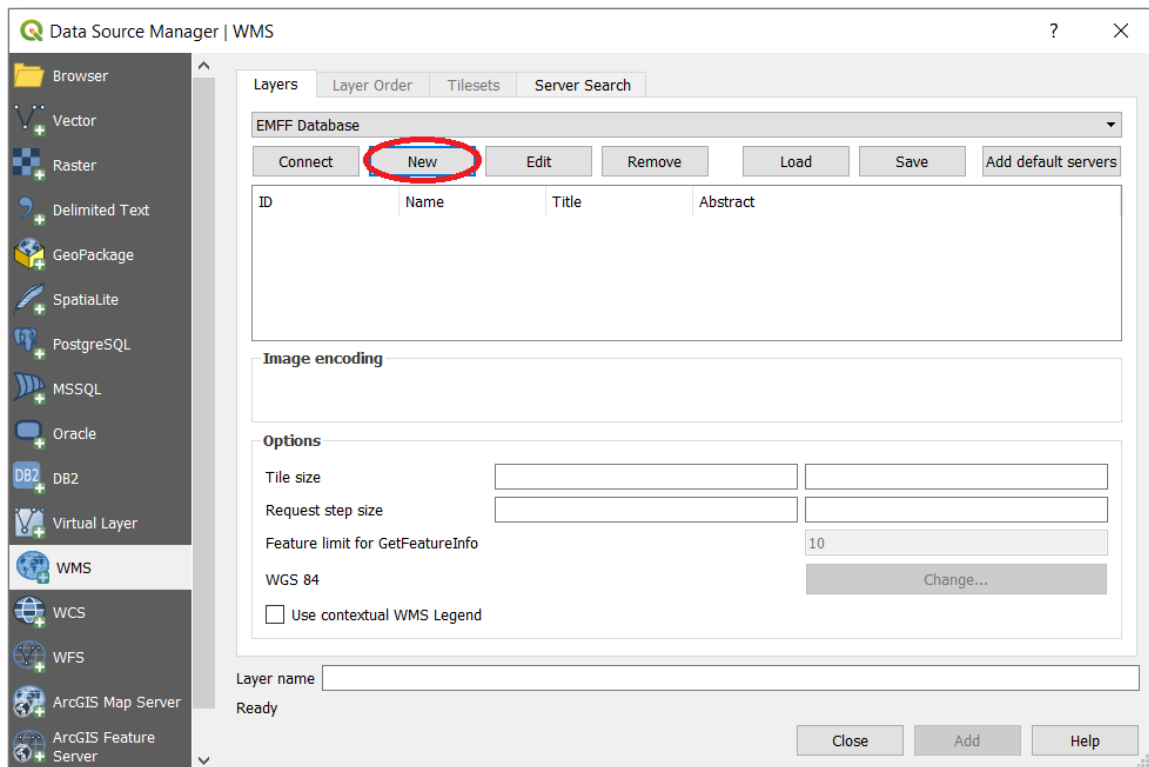 Data Source Manager | WMS
?
Browser
Vector
Raster
Delimited Text
GeoPackage
SpatiaLite
PostgreSQL
MSSQL
Oracle
DB2
DB2
Virtual Layer
WMS
WCS
WFS
ArcGIS Map Server
ArcGIS Feature
Server
Layers Layer Order Tilesets Server Search
EMFF Database
Connect New Edit Remove Load Save Add default servers
ID Name Title Abstract
Image encoding
Options
Tile size
Request step size
Feature limit for GetFeatureInfo 10
WGS 84 Change...
Use contextual WMS Legend
Layer name
Ready
Close Add Help